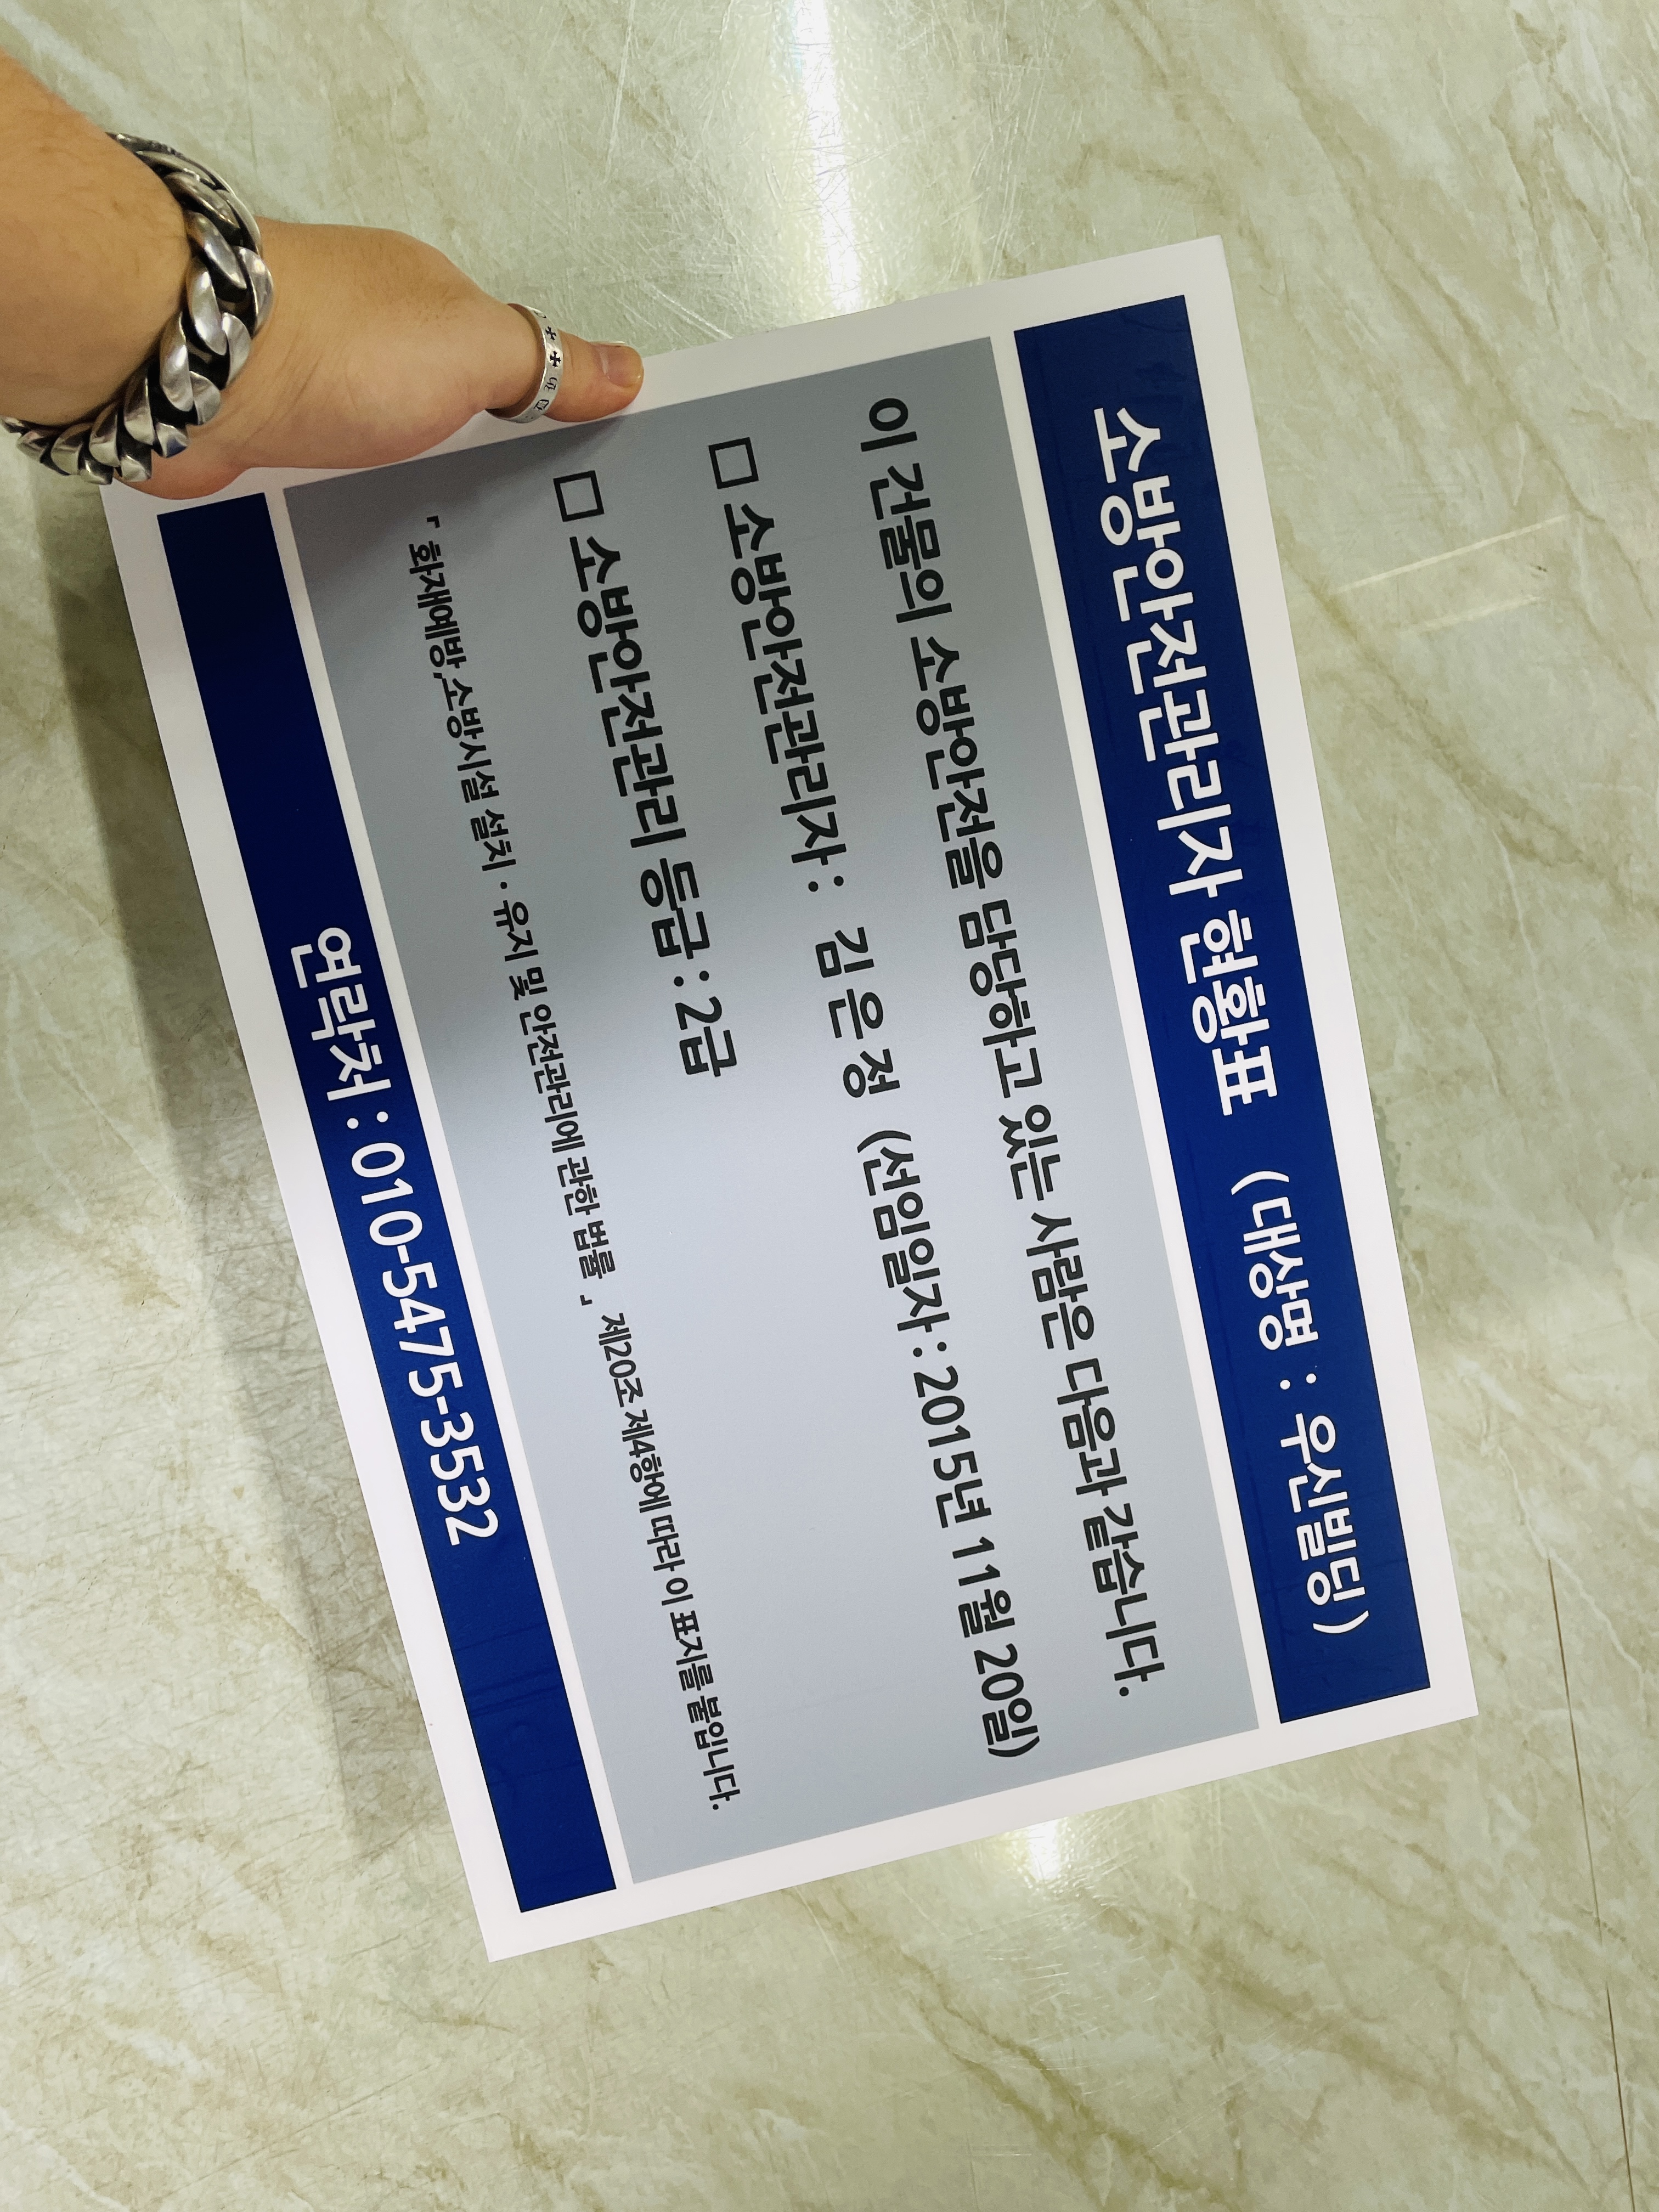 소방안전관리자 현황표 (대상명 : 우신빌딩)
이 건물의 소방안전을 담당하고 있는 사람은 다음과 같습니다.
□ 소방안전관리자 : 김 은 정 (선임일자 : 2015년 11월 20일)
□ 소방안전관리 등급 : 2급
「 화재예방,소방시설 설치 · 유지 및 안전관리에 관한 법률 」 제20조 제4항에 따라 이 표지를 붙입니다.
연락처 : 010-5475-3532